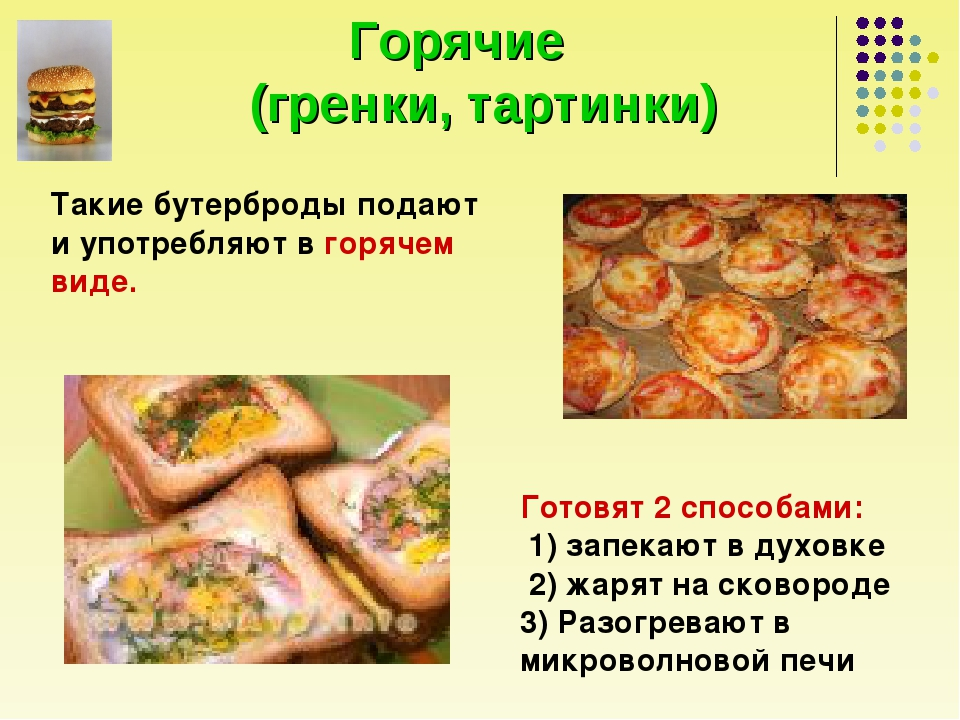 Горячие
(гренки, тартинки)
Такие бутерброды подают
и употребляют в горячем
виде.
Готовят 2 способами:
1) запекают в духовке
2) жарят на сковороде
3) Разогревают в
микроволновой печи